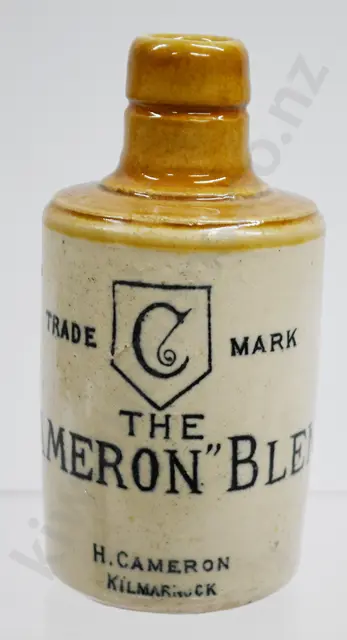 TRADE C MARK
THE
AMERON" BLEN
H. CAMERON
KILMARNOCK